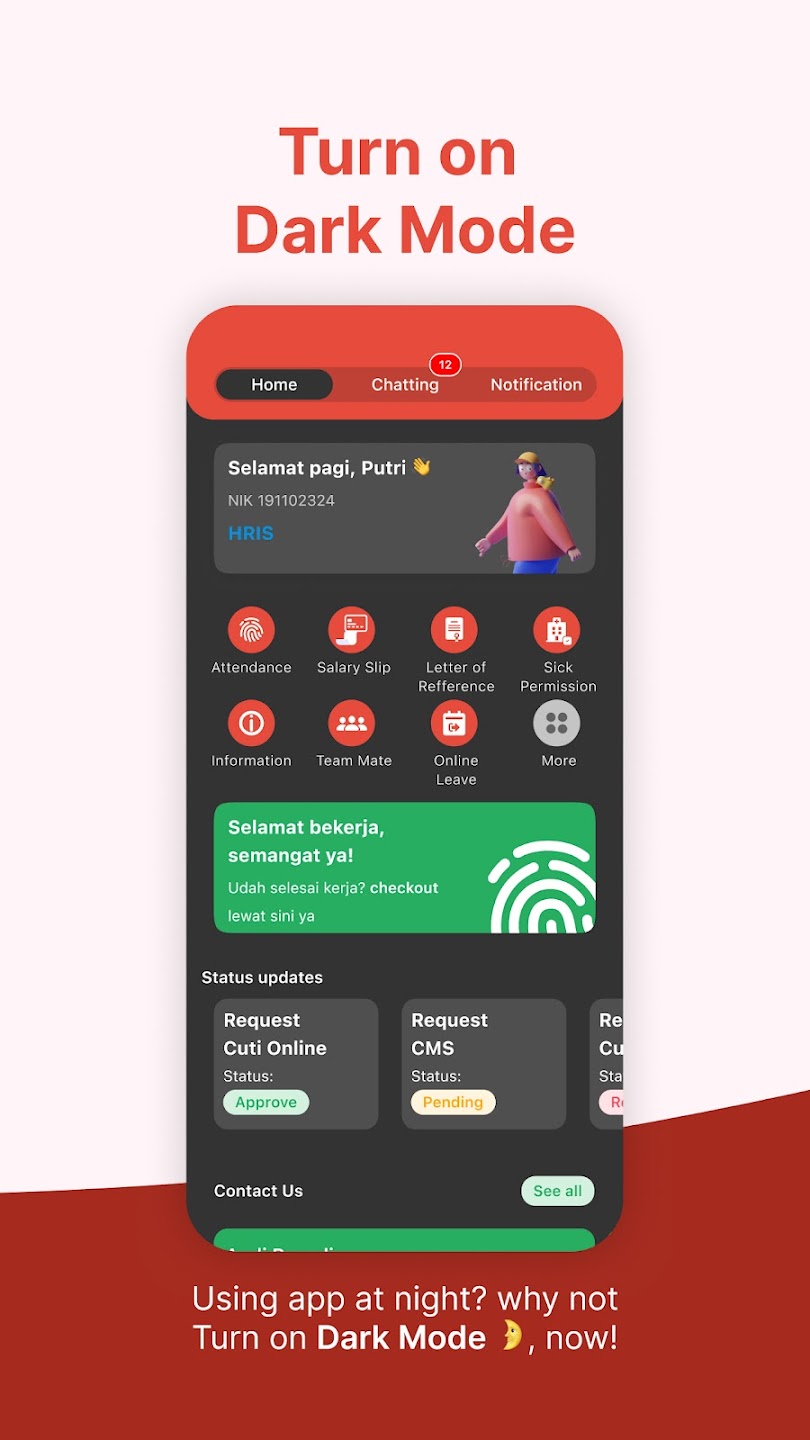 Turn on
Dark Mode
12
Home
Chatting
Notification
Selamat pagi, Putri 👋
NIK 191102324
HRIS
Attendance
Salary Slip
Letter of
Refference
Sick
Permission
Information
Team Mate
Online
Leave
More
Selamat bekerja,
semangat ya!
Udah selesai kerja? checkout
lewat sini ya
Status updates
Request
Cuti Online
Status:
Approve
Request
CMS
Status:
Pending
Re
Cu
Sta
Contact Us
See all
Using app at night? why not
Turn on Dark Mode 🌛, now!